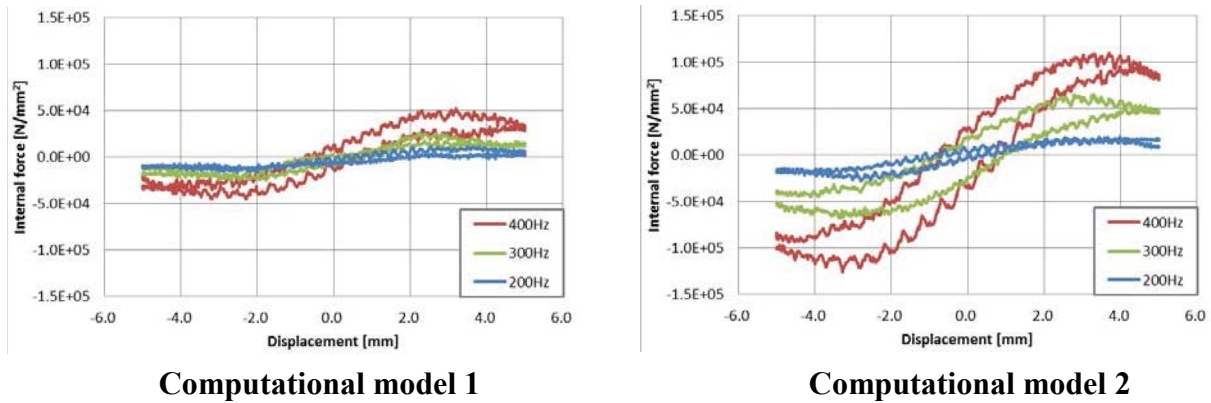 1.5E+05
1.0E+05
5.0E+04
0.0E+00
-5.0E+04
-1.0E+05
-1.5E+05
Internal force [N/mm²]
-6.0 -4.0 -2.0 0.0 2.0 4.0 6.0
Displacement [mm]
400Hz
300Hz
200Hz
Computational model 1
1.5E+05
1.0E+05
5.0E+04
0.0E+00
-5.0E+04
-1.0E+05
-1.5E+05
Internal force [N/mm²]
-6.0 -4.0 -2.0 0.0 2.0 4.0 6.0
Displacement [mm]
400Hz
300Hz
200Hz
Computational model 2